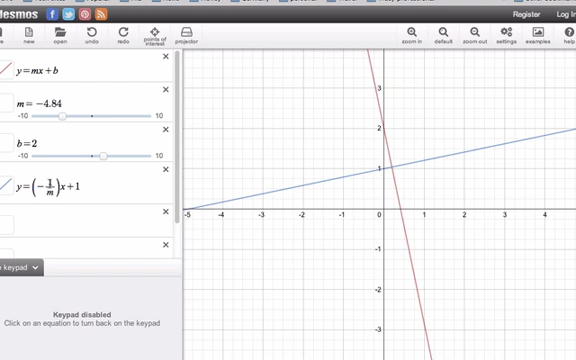 desmos
Register Log In
new open undo redo points of interest projector zoom in default zoom out settings examples help
y=mx+b
m=−4.84
-10 10
b=2
-10 10
y=(−1/m)x+1
keypad
Keypad disabled
Click on an equation to turn back on the keypad
3
2
1
-5 -4 -3 -2 -1 0 1 2 3 4
-1
-2
-3